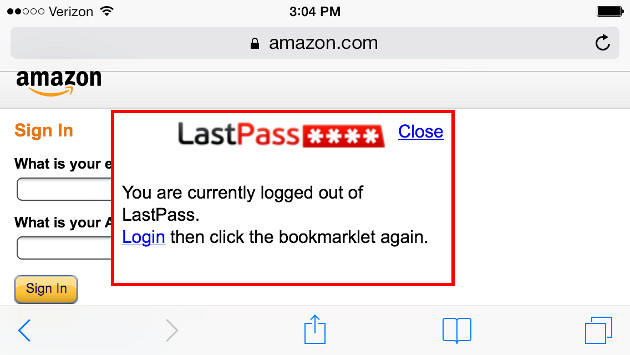 Verizon 3:04 PM
amazon.com
amazon
LastPass **** Close
Sign In
What is your e
You are currently logged out of
LastPass.
Login then click the bookmarklet again.
What is your A
Sign In